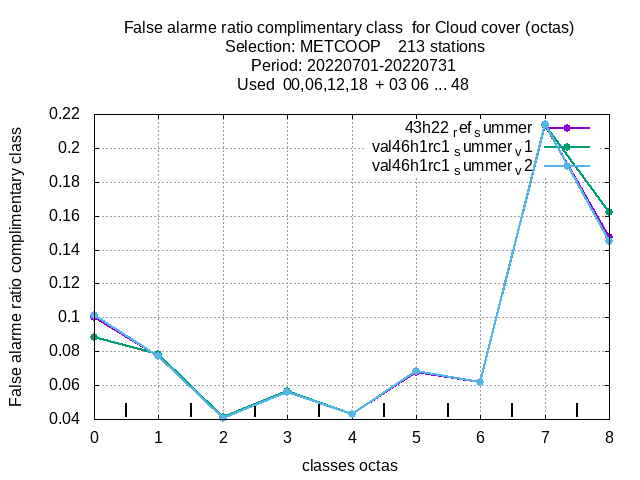 False alarme ratio complimentary class  for Cloud cover (octas)
Selection: METCOOP    213 stations
Period: 20220701-20220731
Used  00,06,12,18  + 03 06 ... 48
False alarme ratio complimentary class
0.22
0.2
0.18
0.16
0.14
0.12
0.1
0.08
0.06
0.04
43h22 ref summer
val46h1rc1 summer v1
val46h1rc1 summer v2
0 1 2 3 4 5 6 7 8
classes octas